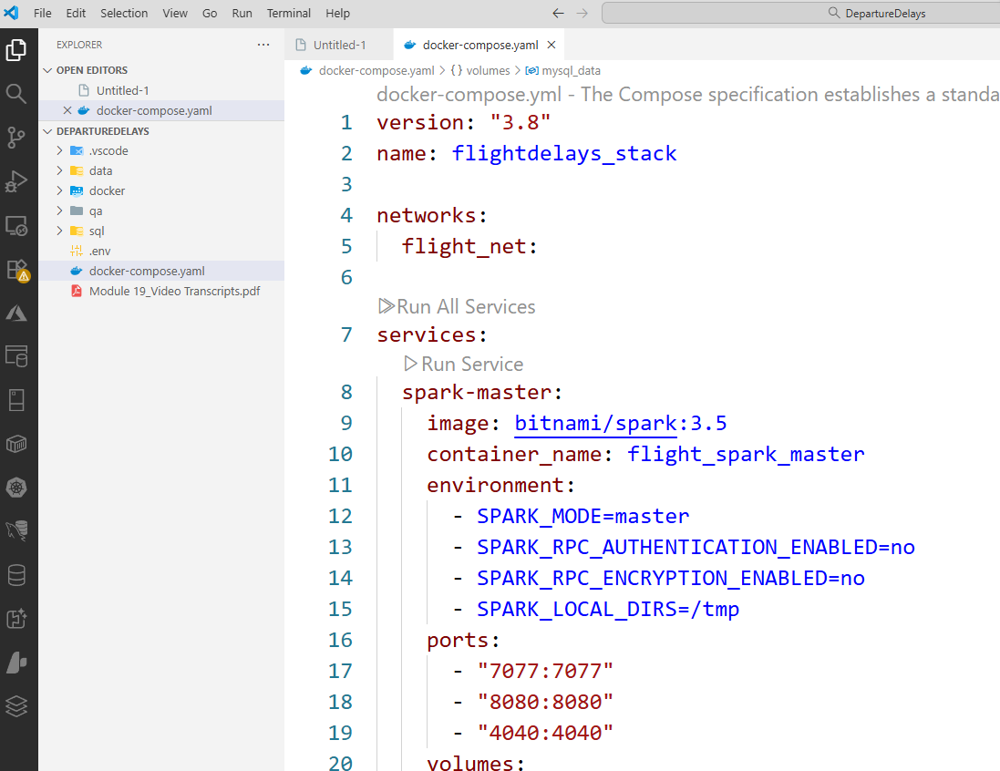 File Edit Selection View Go Run Terminal Help
DepartureDelays
EXPLORER
OPEN EDITORS
Untitled-1
docker-compose.yaml
DEPARTUREDELAYS
.vscode
data
docker
qa
sql
.env
docker-compose.yaml
Module 19_Video Transcripts.pdf
Untitled-1 docker-compose.yaml
docker-compose.yaml > {} volumes > mysql_data
docker-compose.yml - The Compose specification establishes a standa
1 version: "3.8"
2 name: flightdelays_stack
3
4 networks:
5 flight_net:
6
Run All Services
7 services:
Run Service
8 spark-master:
9 image: bitnami/spark:3.5
10 container_name: flight_spark_master
11 environment:
12 - SPARK_MODE=master
13 - SPARK_RPC_AUTHENTICATION_ENABLED=no
14 - SPARK_RPC_ENCRYPTION_ENABLED=no
15 - SPARK_LOCAL_DIRS=/tmp
16 ports:
17 - "7077:7077"
18 - "8080:8080"
19 - "4040:4040"
20 volumes: